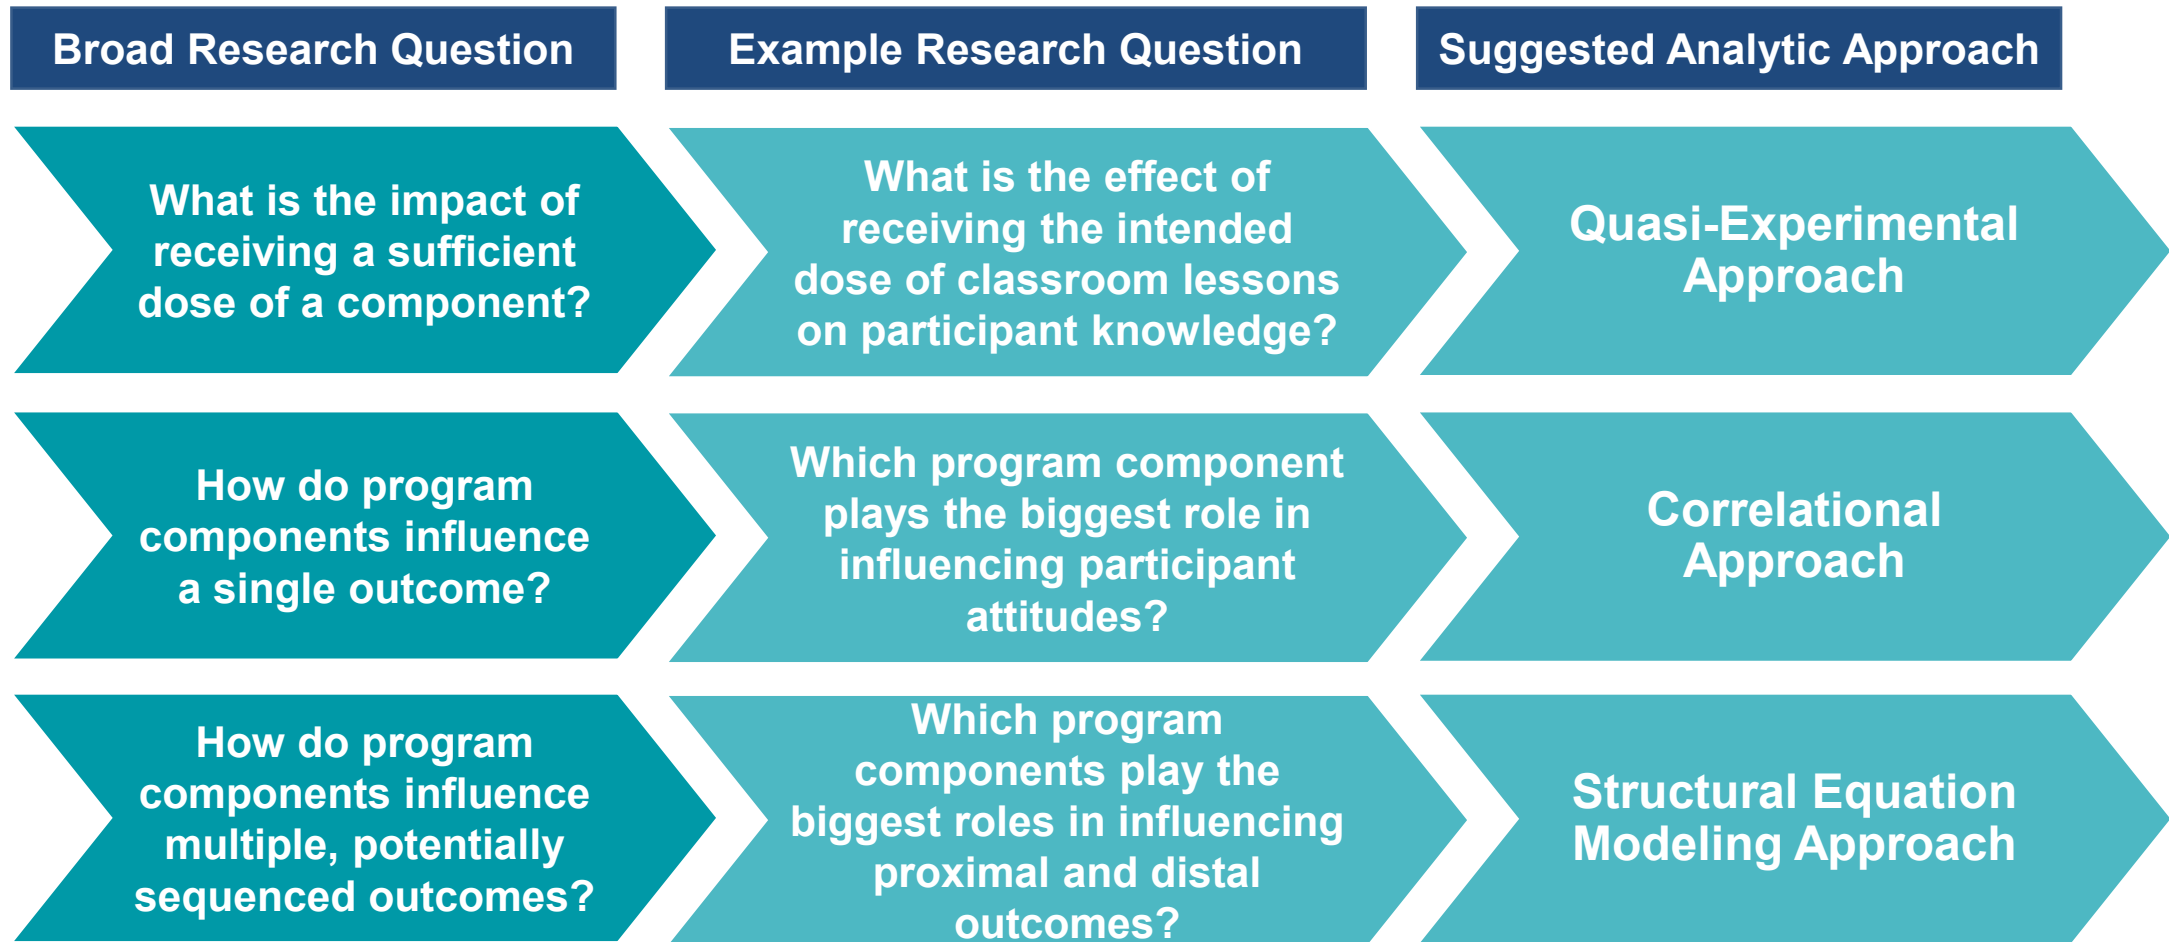 Broad Research Question
Example Research Question
Suggested Analytic Approach
What is the impact of
receiving a sufficient
dose of a component?
What is the effect of
receiving the intended
dose of classroom lessons
on participant knowledge?
Quasi-Experimental
Approach
How do program
components influence
a single outcome?
Which program component
plays the biggest role in
influencing participant
attitudes?
Correlational
Approach
How do program
components influence
multiple, potentially
sequenced outcomes?
Which program
components play the
biggest roles in influencing
proximal and distal
outcomes?
Structural Equation
Modeling Approach